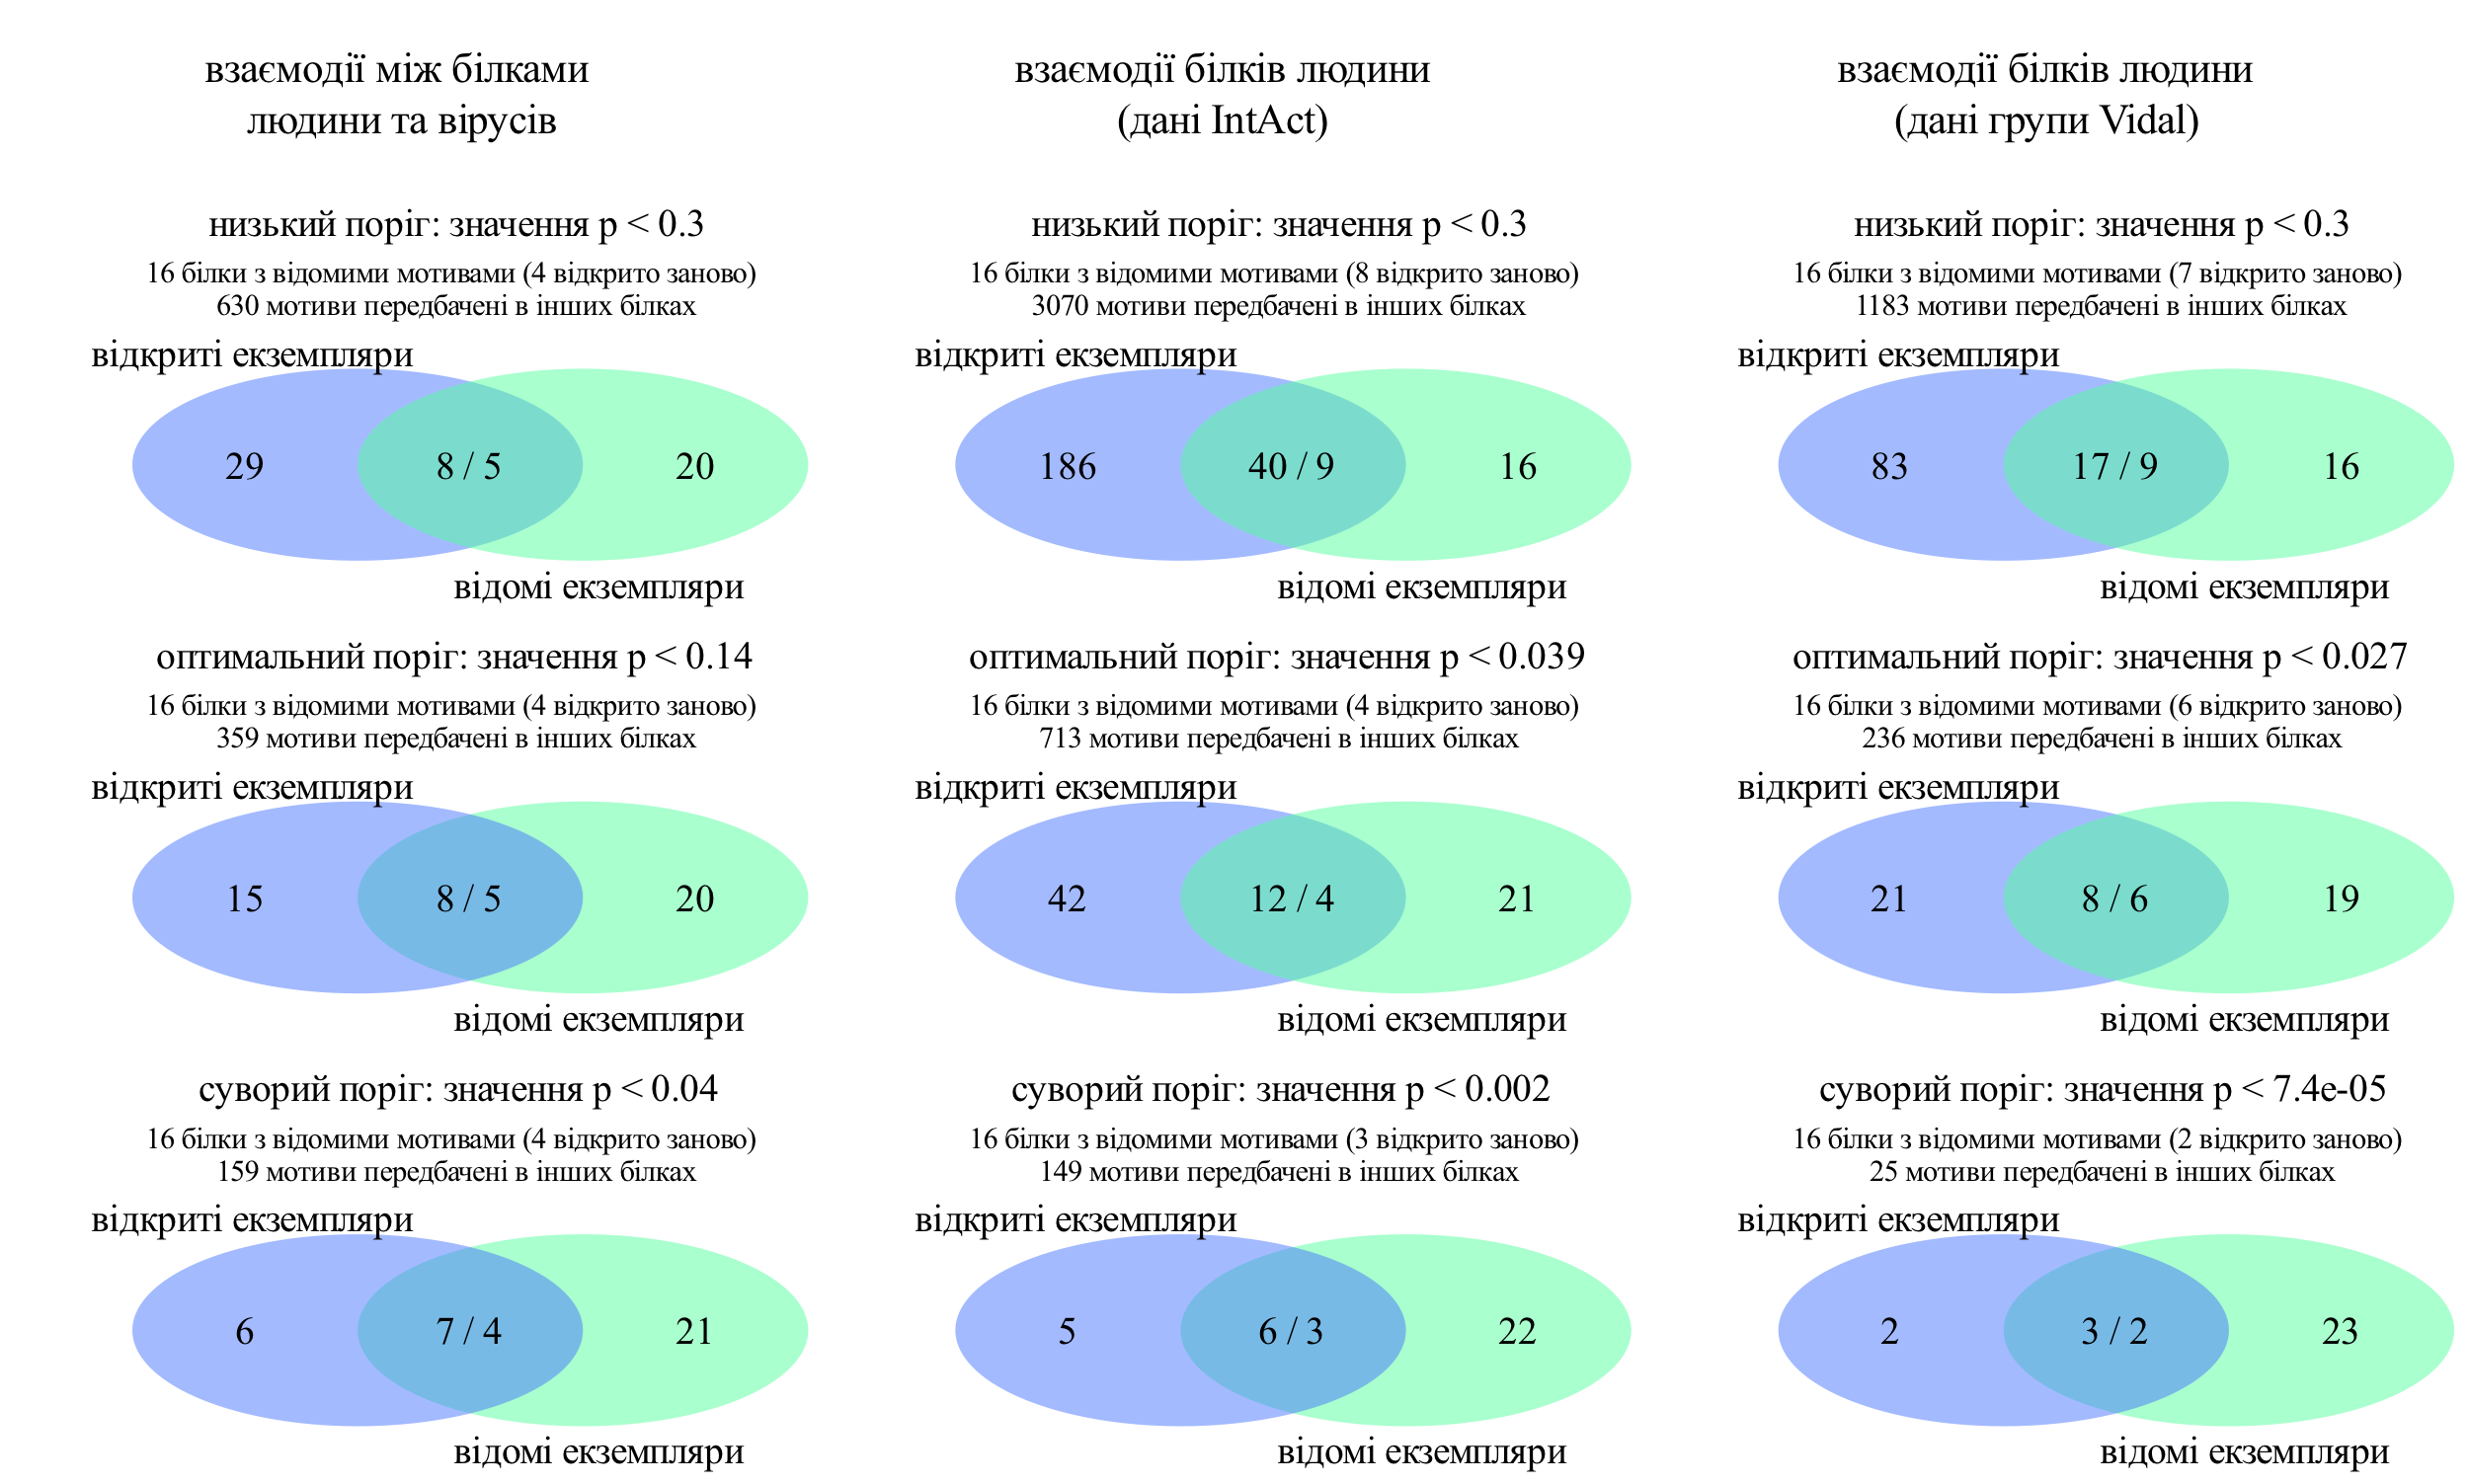 взаємодії між білками
людини та вірусів
взаємодії білків людини
(дані IntAct)
взаємодії білків людини
(дані групи Vidal)
низький поріг: значення p < 0.3
16 білки з відомими мотивами (4 відкрито заново)
630 мотиви передбачені в інших білках
відкриті екземпляри
29
8 / 5
20
відомі екземпляри
низький поріг: значення p < 0.3
16 білки з відомими мотивами (8 відкрито заново)
3070 мотиви передбачені в інших білках
відкриті екземпляри
186
40 / 9
16
відомі екземпляри
низький поріг: значення p < 0.3
16 білки з відомими мотивами (7 відкрито заново)
1183 мотиви передбачені в інших білках
відкриті екземпляри
83
17 / 9
16
відомі екземпляри
оптимальний поріг: значення p < 0.14
16 білки з відомими мотивами (4 відкрито заново)
359 мотиви передбачені в інших білках
відкриті екземпляри
15
8 / 5
20
відомі екземпляри
оптимальний поріг: значення p < 0.039
16 білки з відомими мотивами (4 відкрито заново)
713 мотиви передбачені в інших білках
відкриті екземпляри
42
12 / 4
21
відомі екземпляри
оптимальний поріг: значення p < 0.027
16 білки з відомими мотивами (6 відкрито заново)
236 мотиви передбачені в інших білках
відкриті екземпляри
21
8 / 6
19
відомі екземпляри
суворий поріг: значення p < 0.04
16 білки з відомими мотивами (4 відкрито заново)
159 мотиви передбачені в інших білках
відкриті екземпляри
6
7 / 4
21
відомі екземпляри
суворий поріг: значення p < 0.002
16 білки з відомими мотивами (3 відкрито заново)
149 мотиви передбачені в інших білках
відкриті екземпляри
5
6 / 3
22
відомі екземпляри
суворий поріг: значення p < 7.4e-05
16 білки з відомими мотивами (2 відкрито заново)
25 мотиви передбачені в інших білках
відкриті екземпляри
2
3 / 2
23
відомі екземпляри